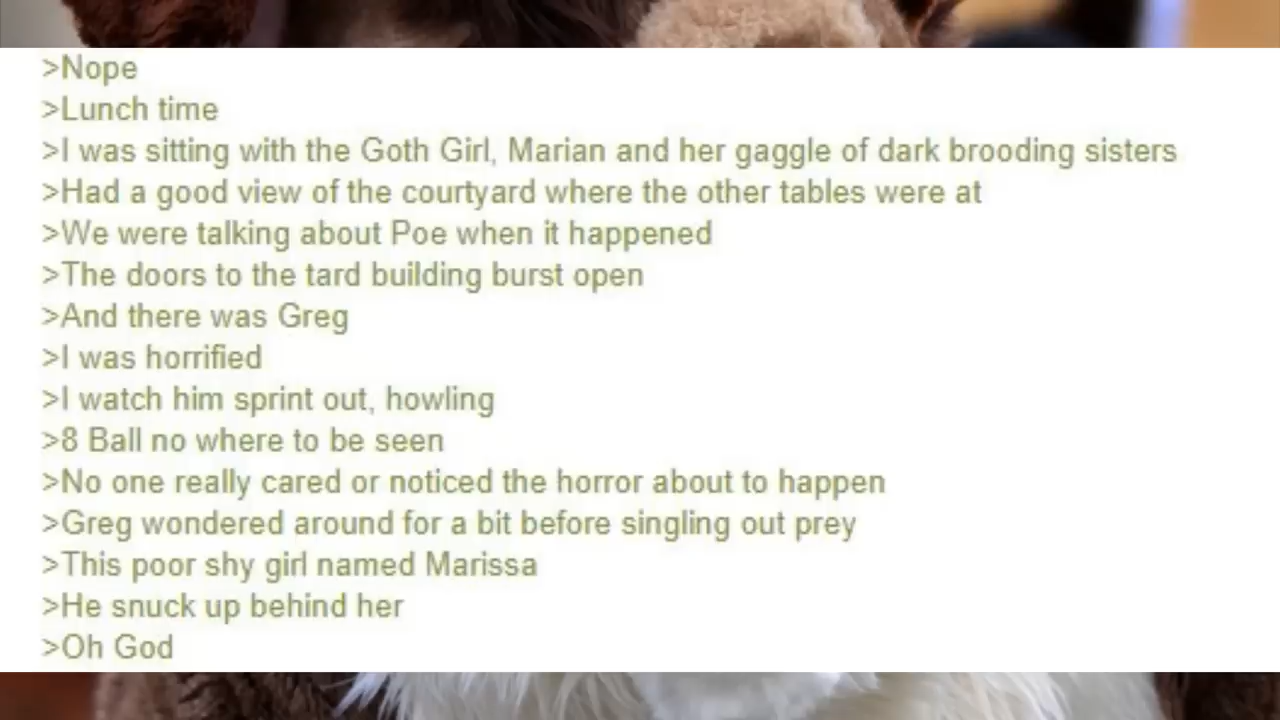 >Nope
>Lunch time
>I was sitting with the Goth Girl, Marian and her gaggle of dark brooding sisters
>Had a good view of the courtyard where the other tables were at
>We were talking about Poe when it happened
>The doors to the tard building burst open
>And there was Greg
>I was horrified
>I watch him sprint out, howling
>8 Ball no where to be seen
>No one really cared or noticed the horror about to happen
>Greg wondered around for a bit before singling out prey
>This poor shy girl named Marissa
>He snuck up behind her
>Oh God